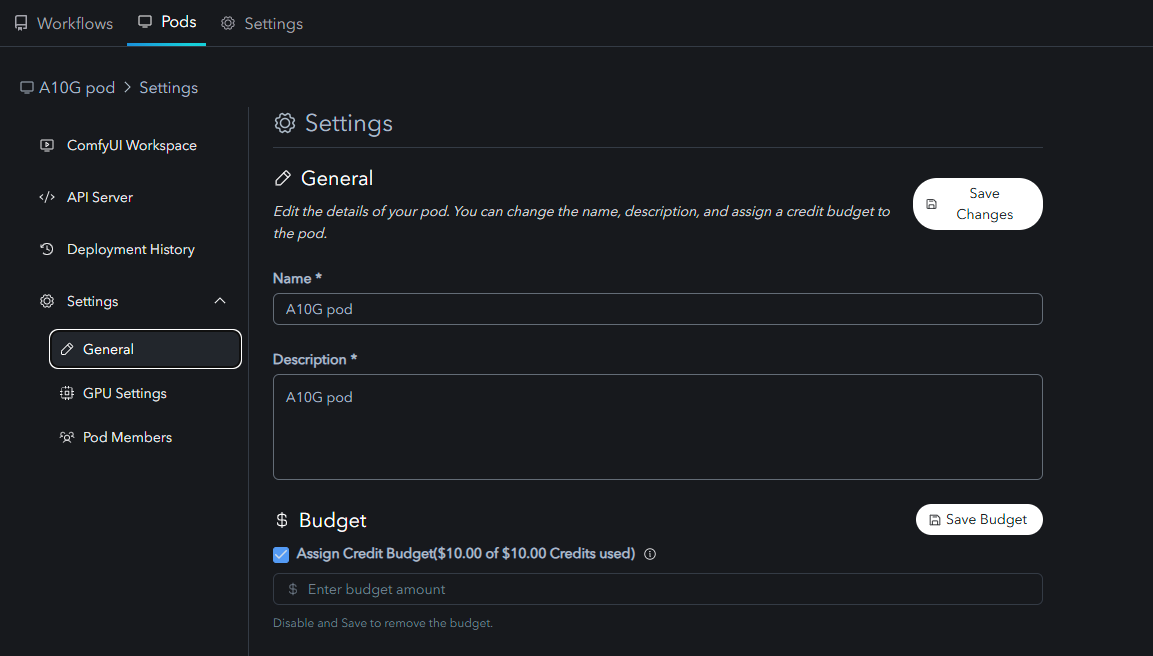 Workflows Pods Settings
A10G pod > Settings
ComfyUI Workspace
API Server
Deployment History
Settings
General
GPU Settings
Pod Members
Settings
General
Edit the details of your pod. You can change the name, description, and assign a credit budget to
the pod.
Save
Changes
Name *
A10G pod
Description *
A10G pod
$ Budget
Save Budget
Assign Credit Budget($10.00 of $10.00 Credits used)
$ Enter budget amount
Disable and Save to remove the budget.